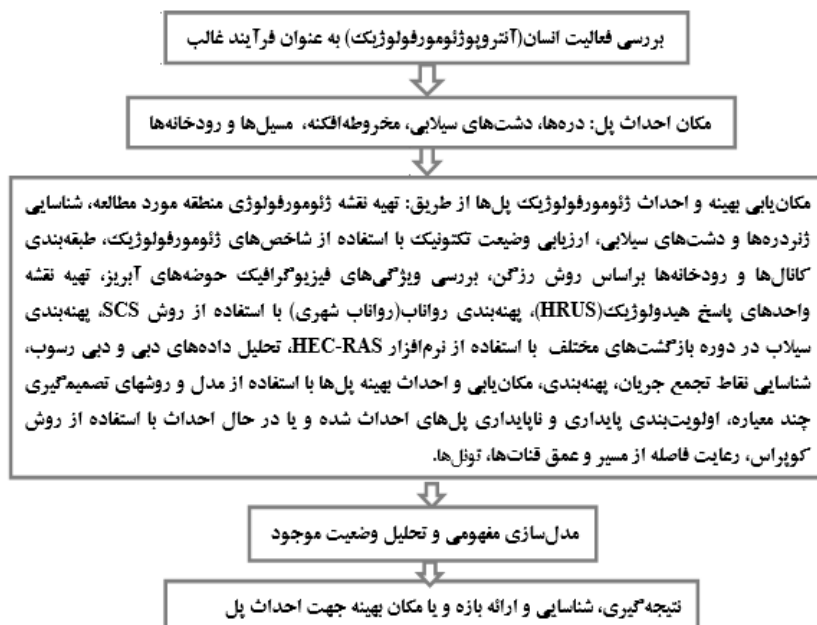 بررسی فعالیت انسان(آنتروپوژئومورفولوژیک) به عنوان فرآیند غالب
مکان احداث پل: دره‌ها، دشت‌های سیلابی، مخروطه‌افکنه، مسیل‌ها و رودخانه‌ها
مکان‌یابی بهینه و احداث ژئومورفولوژیک پل‌ها از طریق: تهیه نقشه ژئومورفولوژی منطقه مورد مطالعه، شناسایی
ژئردره‌ها و دشت‌های سیلابی، ارزیابی وضعیت تکتونیک با استفاده از شاخص‌های ژئومورفولوژیک، طبقه‌بندی
کانال‌ها و رودخانه‌ها براساس روش رزگن، بررسی ویژگی‌های فیزیوگرافیک حوضه‌های آبریز، تهیه نقشه
واحدهای پاسخ هیدولوژیک(HRUS)، پهنه‌بندی رواناب(رواناب شهری) با استفاده از روش SCS، پهنه‌بندی
سیلاب در دوره بازگشت‌های مختلف با استفاده از نرم‌افزار HEC-RAS، تحلیل داده‌های دبی و دبی رسوب،
شناسایی نقاط تجمع جریان، پهنه‌بندی، مکان‌یابی و احداث بهینه پل‌ها با استفاده از مدل و روشهای تصمیم‌گیری
چند معیاره، اولویت‌بندی پایداری و ناپایداری پل‌های احداث شده و یا در حال احداث با استفاده از روش
کوپراس، رعایت فاصله از مسیر و عمق قنات‌ها، تونل‌ها.
مدل‌سازی مفهومی و تحلیل وضعیت موجود
نتیجه‌گیری، شناسایی و ارائه بازه و یا مکان بهینه جهت احداث پل